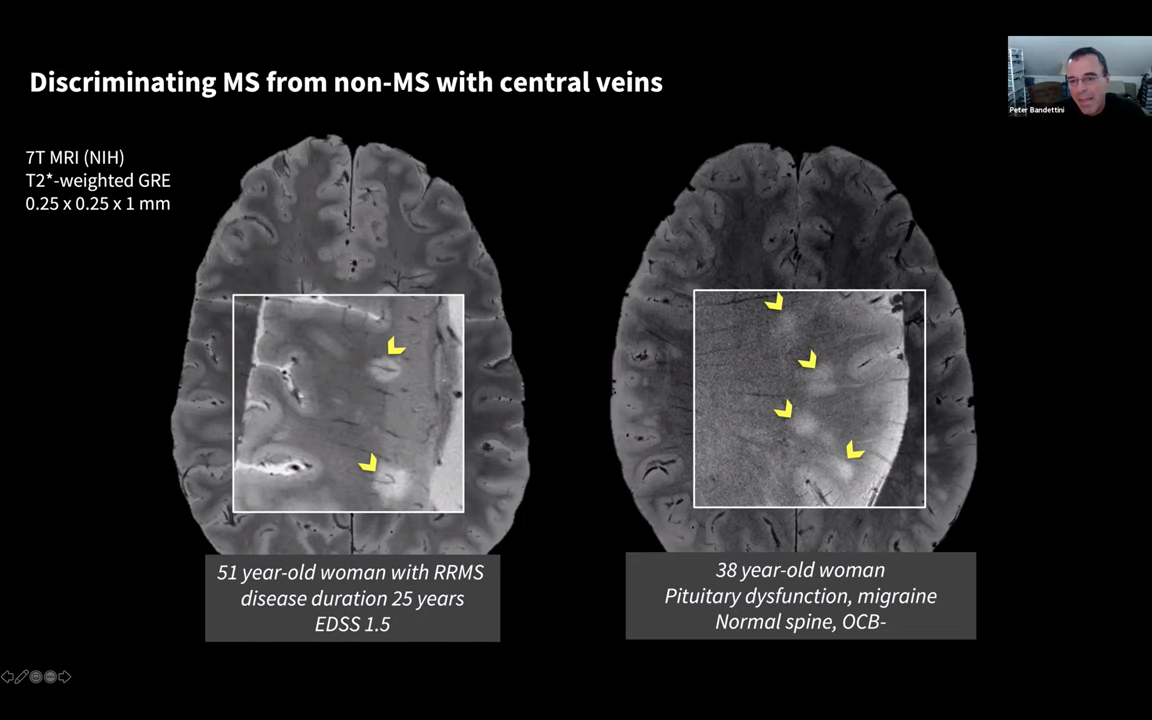 Discriminating MS from non-MS with central veins
Peter Bandettini
7T MRI (NIH)
T2*-weighted GRE
0.25 x 0.25 x 1 mm
51 year-old woman with RRMS
disease duration 25 years
EDSS 1.5
38 year-old woman
Pituitary dysfunction, migraine
Normal spine, OCB-